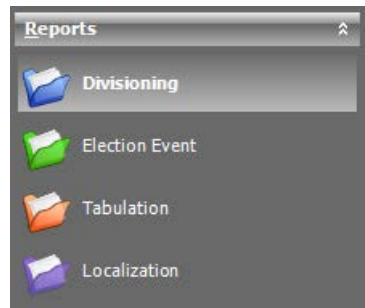 Reports
Divisioning
Election Event
Tabulation
Localization